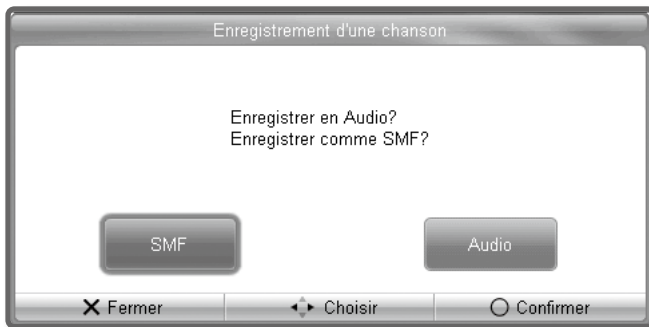 Enregistrement d'une chanson
Enregistrer en Audio?
Enregistrer comme SMF?
SMF
Audio
Fermer
Choisir
Confirmer